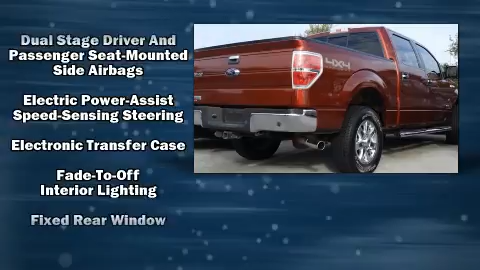 Dual Stage Driver And
Passenger Seat-Mounted
Side Airbags
Electric Power-Assist
Speed-Sensing Steering
Electronic Transfer Case
Fade-To-Off
Interior Lighting
Fixed Rear Window
4X4